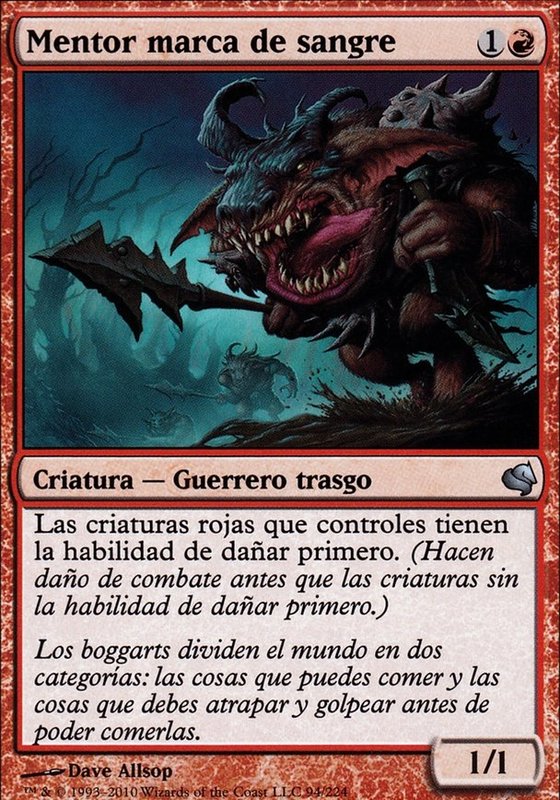 Mentor marca de sangre 1
Criatura — Guerrero trasgo
Las criaturas rojas que controles tienen
la habilidad de dañar primero. (Hacen
daño de combate antes que las criaturas sin
la habilidad de dañar primero.)
Los boggarts dividen el mundo en dos
categorías: las cosas que puedes comer y las
cosas que debes atrapar y golpear antes de
poder comerlas.
1/1
Dave Allsop
™ & © 1993–2010 Wizards of the Coast LLC 94/224